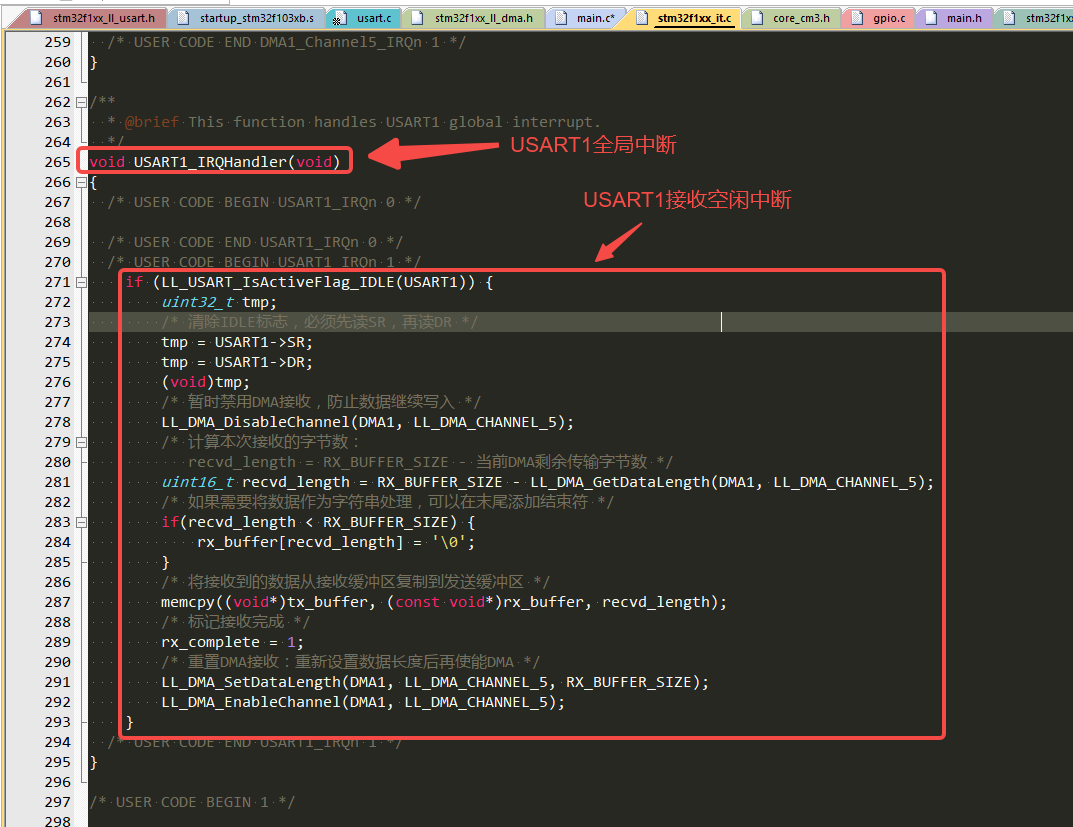 stm32f1xx_ll_usart.h startup_stm32f103xb.s usart.c stm32f1xx_ll_dma.h main.c* stm32f1xx_it.c core_cm3.h gpio.c main.h stm32f1xx
259 /* USER CODE END DMA1_Channel5_IRQn 1 */
260 }
261
262 /**
263 * @brief This function handles USART1 global interrupt.
264 */
USART1全局中断
265 void USART1_IRQHandler(void)
266 {
267 /* USER CODE BEGIN USART1_IRQn 0 */
USART1接收空闲中断
268
269 /* USER CODE END USART1_IRQn 0 */
270 /* USER CODE BEGIN USART1_IRQn 1 */
271 if (LL_USART_IsActiveFlag_IDLE(USART1)) {
272 uint32_t tmp;
273 /* 清除IDLE标志，必须先读SR，再读DR */
274 tmp = USART1->SR;
275 tmp = USART1->DR;
276 (void)tmp;
277 /* 暂时禁用DMA接收，防止数据继续写入 */
278 LL_DMA_DisableChannel(DMA1, LL_DMA_CHANNEL_5);
279 /* 计算本次接收的字节数：
280 recvd_length = RX_BUFFER_SIZE - 当前DMA剩余传输字节数 */
281 uint16_t recvd_length = RX_BUFFER_SIZE - LL_DMA_GetDataLength(DMA1, LL_DMA_CHANNEL_5);
282 /* 如果需要将数据作为字符串处理，可以在末尾添加结束符 */
283 if(recvd_length < RX_BUFFER_SIZE) {
284 rx_buffer[recvd_length] = '\0';
285 }
286 /* 将接收到的数据从接收缓冲区复制到发送缓冲区 */
287 memcpy((void*)tx_buffer, (const void*)rx_buffer, recvd_length);
288 /* 标记接收完成 */
289 rx_complete = 1;
290 /* 重置DMA接收：重新设置数据长度后再使能DMA */
291 LL_DMA_SetDataLength(DMA1, LL_DMA_CHANNEL_5, RX_BUFFER_SIZE);
292 LL_DMA_EnableChannel(DMA1, LL_DMA_CHANNEL_5);
293 }
294 /* USER CODE END USART1_IRQn 1 */
295 }
296
297 /* USER CODE BEGIN 1 */
298